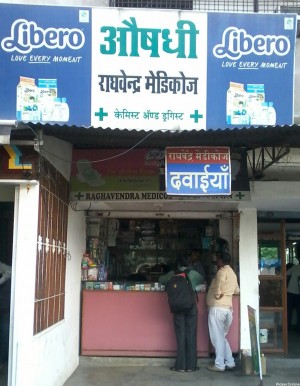 Libero
LOVE EVERY MOMENT
औषधी
राघवेन्द्र मेडिकोज
+ केमिस्ट अ‍ॅण्ड ड्रगिस्ट +
Libero
LOVE EVERY MOMENT
राघवेंद्र मेडीकोज
दवाईयाँ
RAGHAVENDRA MEDICOS